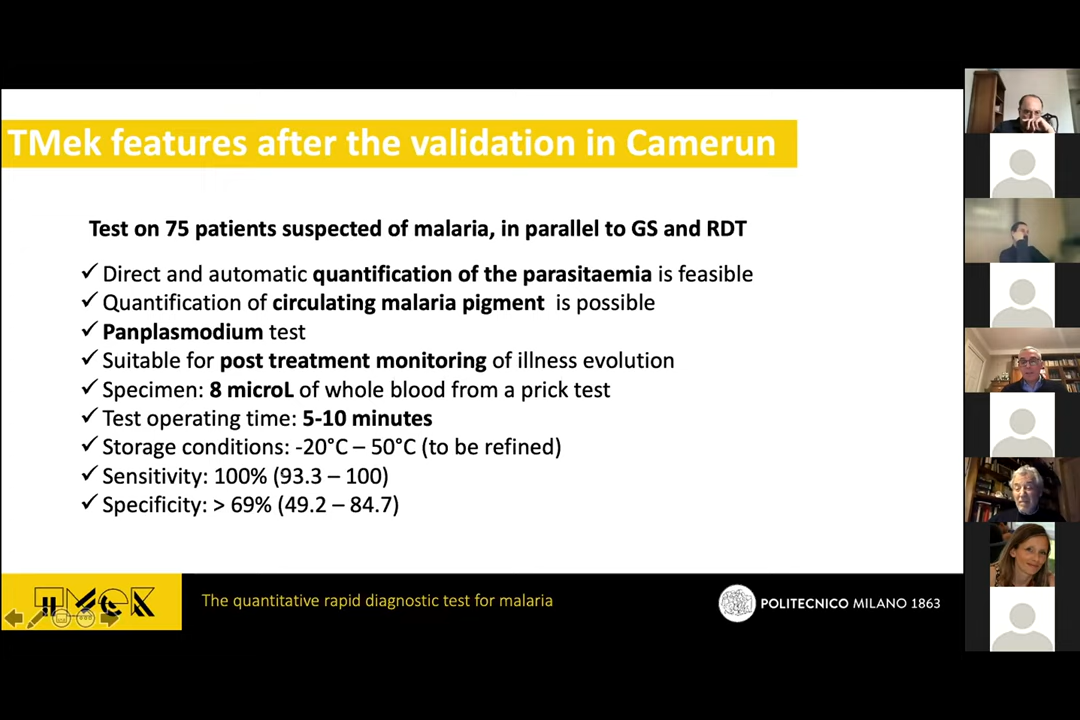 TMek features after the validation in Camerun
Test on 75 patients suspected of malaria, in parallel to GS and RDT
✓ Direct and automatic quantification of the parasitaemia is feasible
✓ Quantification of circulating malaria pigment is possible
✓ Panplasmodium test
✓ Suitable for post treatment monitoring of illness evolution
✓ Specimen: 8 microL of whole blood from a prick test
✓ Test operating time: 5-10 minutes
✓ Storage conditions: -20°C – 50°C (to be refined)
✓ Sensitivity: 100% (93.3 – 100)
✓ Specificity: > 69% (49.2 – 84.7)
TMEK
The quantitative rapid diagnostic test for malaria
POLITECNICO MILANO 1863